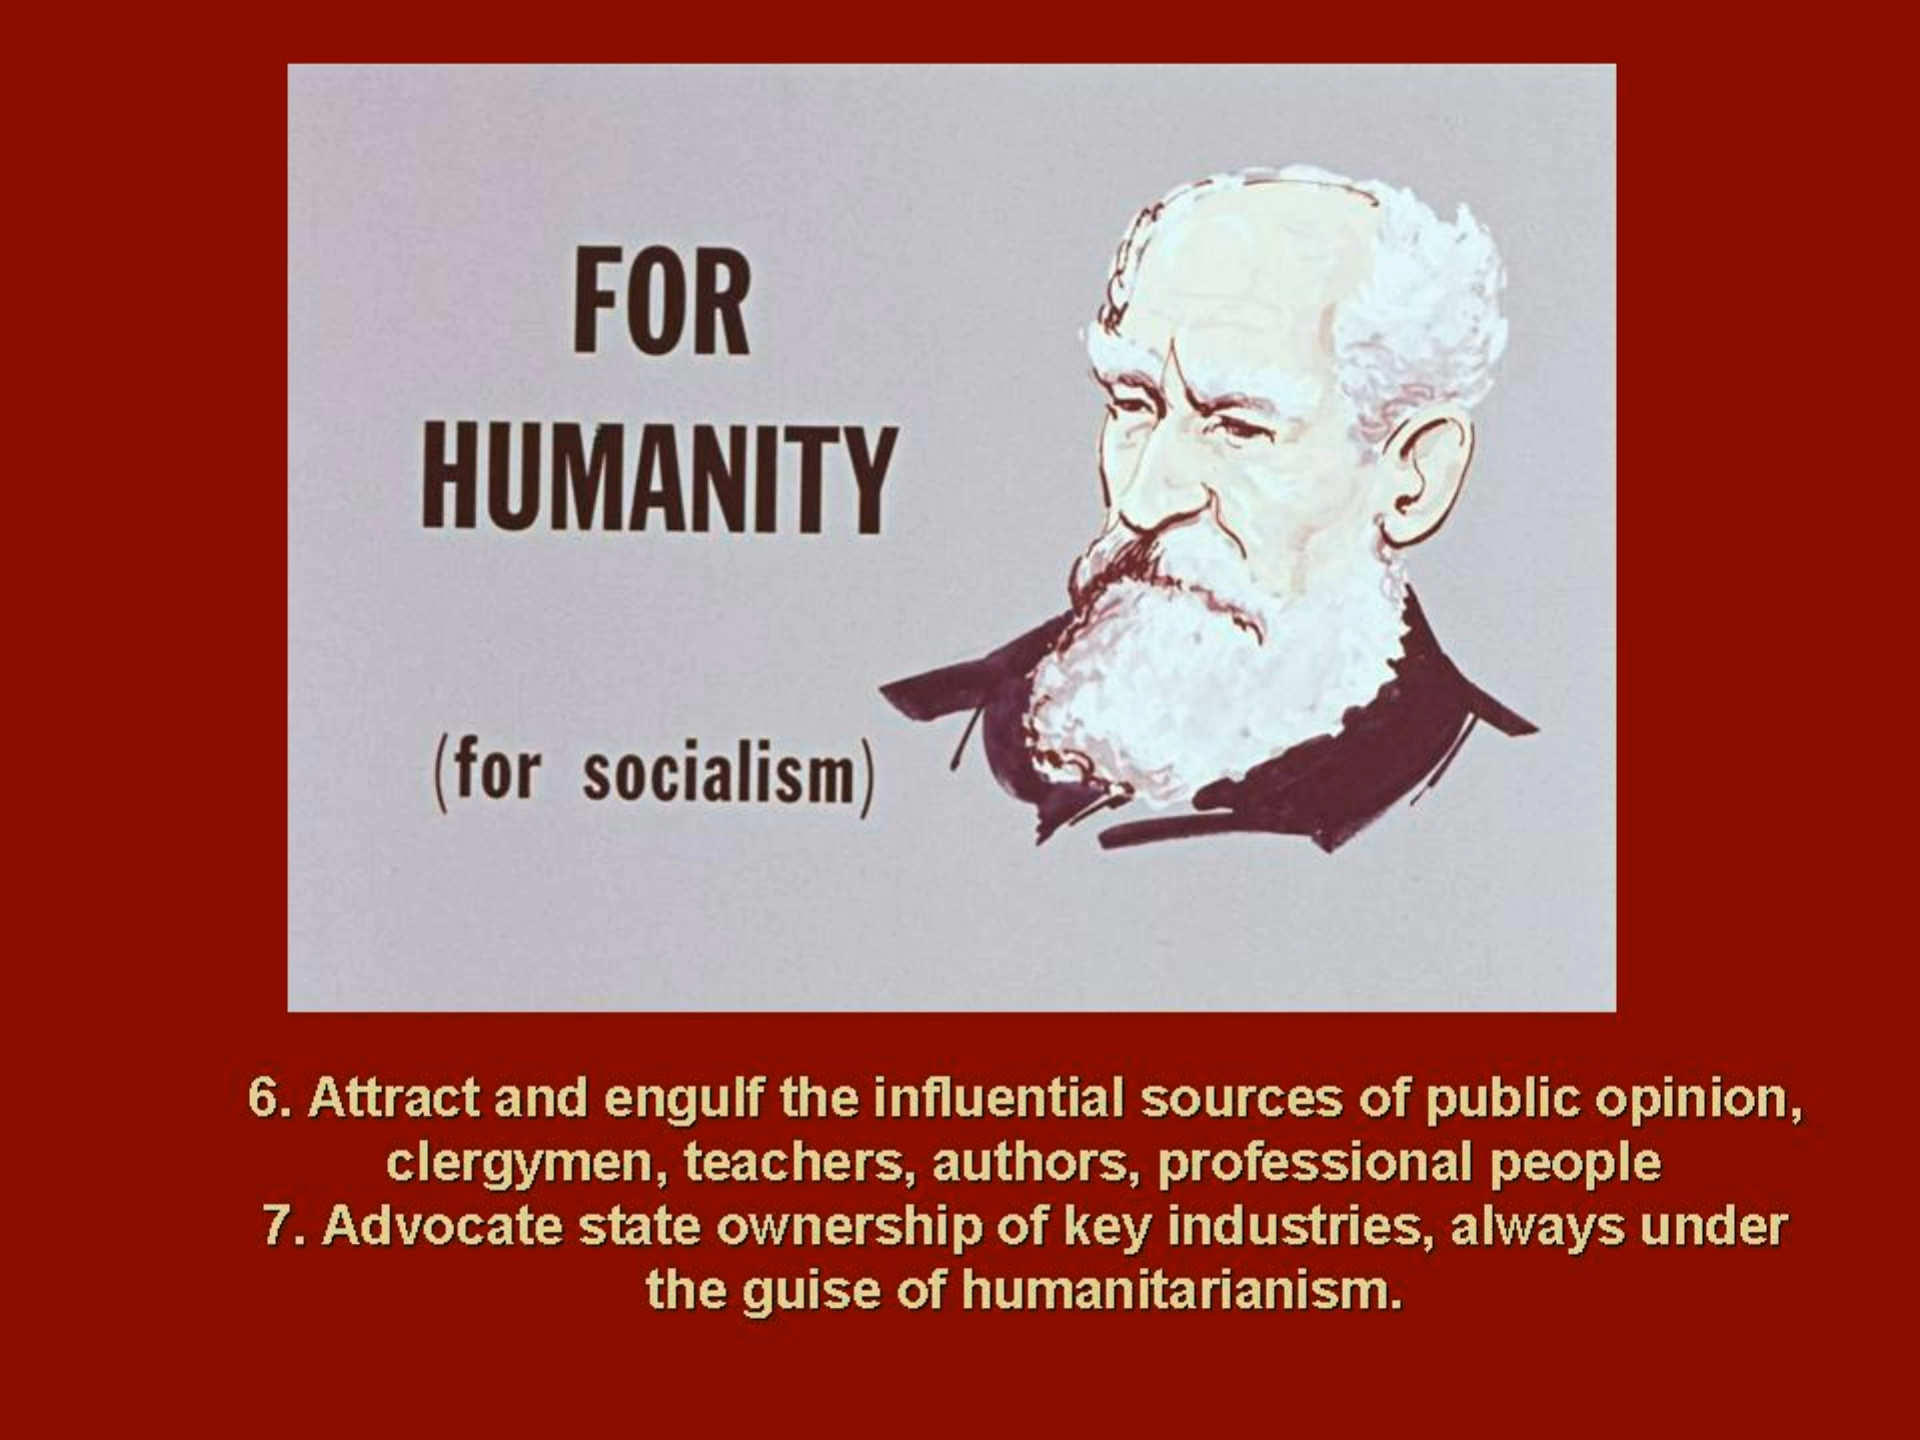 FOR
HUMANITY
(for socialism)
6. Attract and engulf the influential sources of public opinion,
clergymen, teachers, authors, professional people
7. Advocate state ownership of key industries, always under
the guise of humanitarianism.